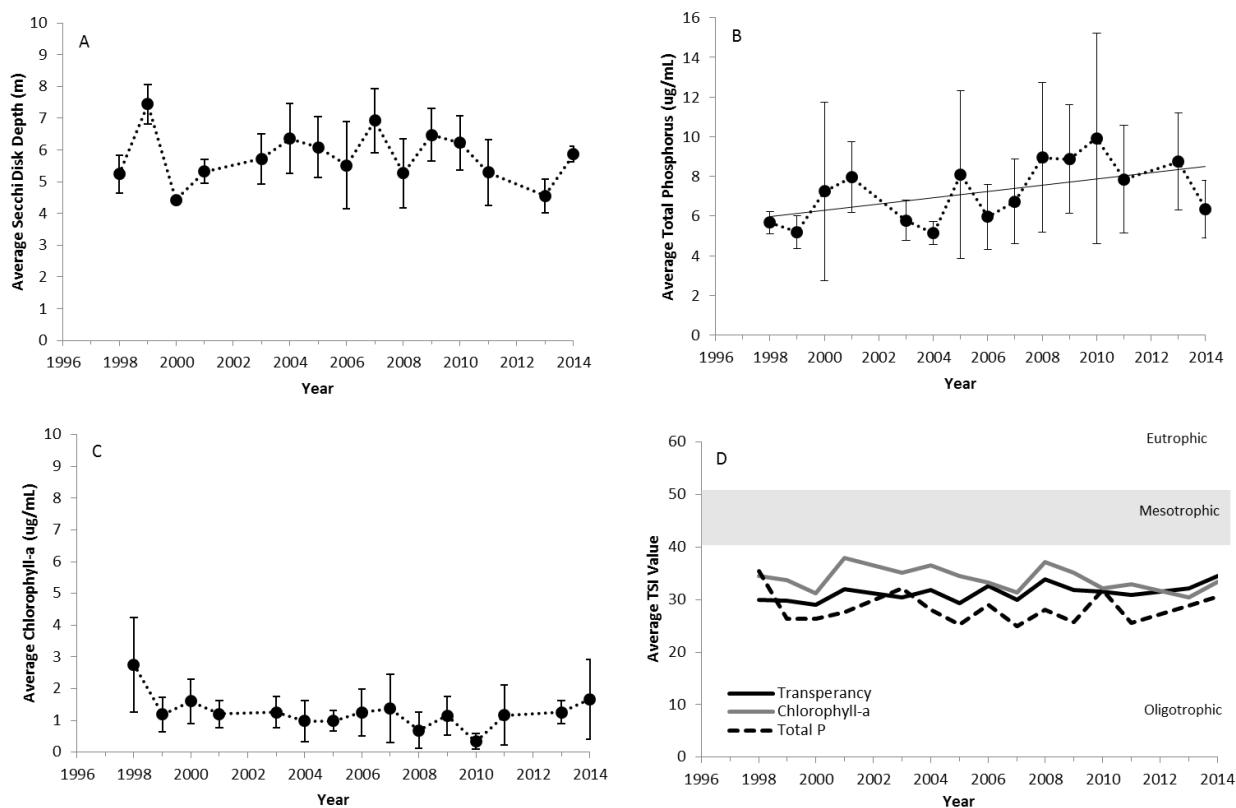 A
Average Secchi Disk Depth (m)
10
9
8
7
6
5
4
3
2
1
0
1996 1998 2000 2002 2004 2006 2008 2010 2012 2014
Year
B
Average Total Phosphorus (ug/mL)
16
14
12
10
8
6
4
2
0
1996 1998 2000 2002 2004 2006 2008 2010 2012 2014
Year
C
Average Chlorophyll-a (ug/mL)
10
9
8
7
6
5
4
3
2
1
0
1996 1998 2000 2002 2004 2006 2008 2010 2012 2014
Year
D
Average TSI Value
60
50
40
30
20
10
0
Eutrophic
Mesotrophic
Oligotrophic
Transperancy
Chlorophyll-a
Total P
1996 1998 2000 2002 2004 2006 2008 2010 2012 2014
Year